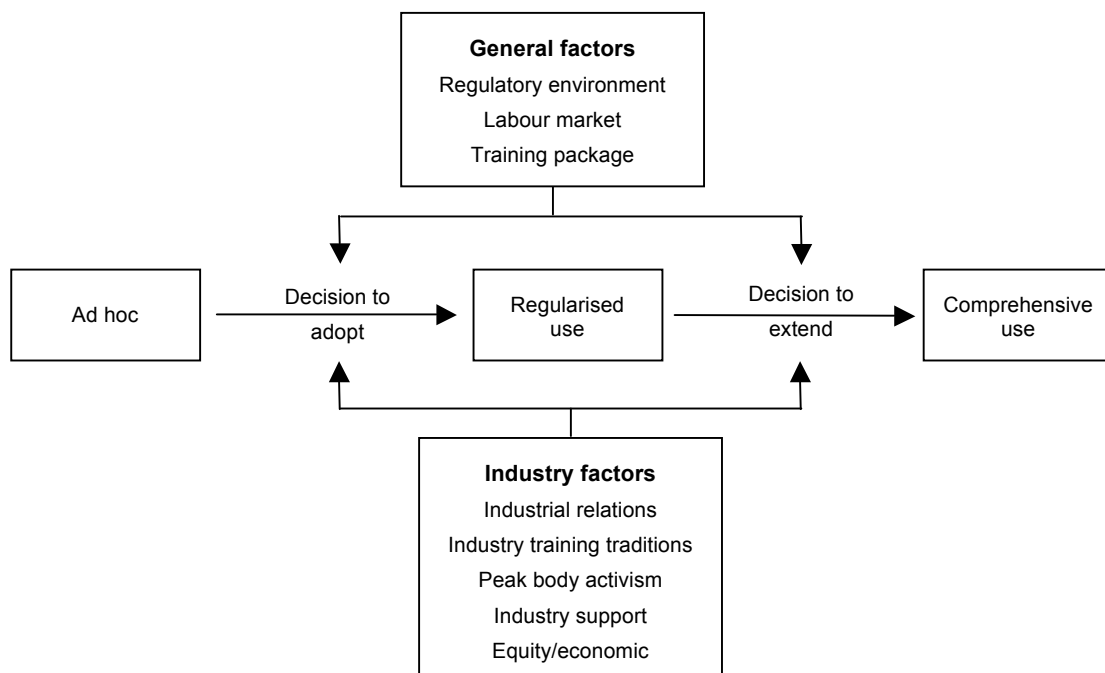 General factors
Regulatory environment
Labour market
Training package
Ad hoc
Decision to
adopt
Regularised
use
Decision to
extend
Comprehensive
use
Industry factors
Industrial relations
Industry training traditions
Peak body activism
Industry support
Equity/economic